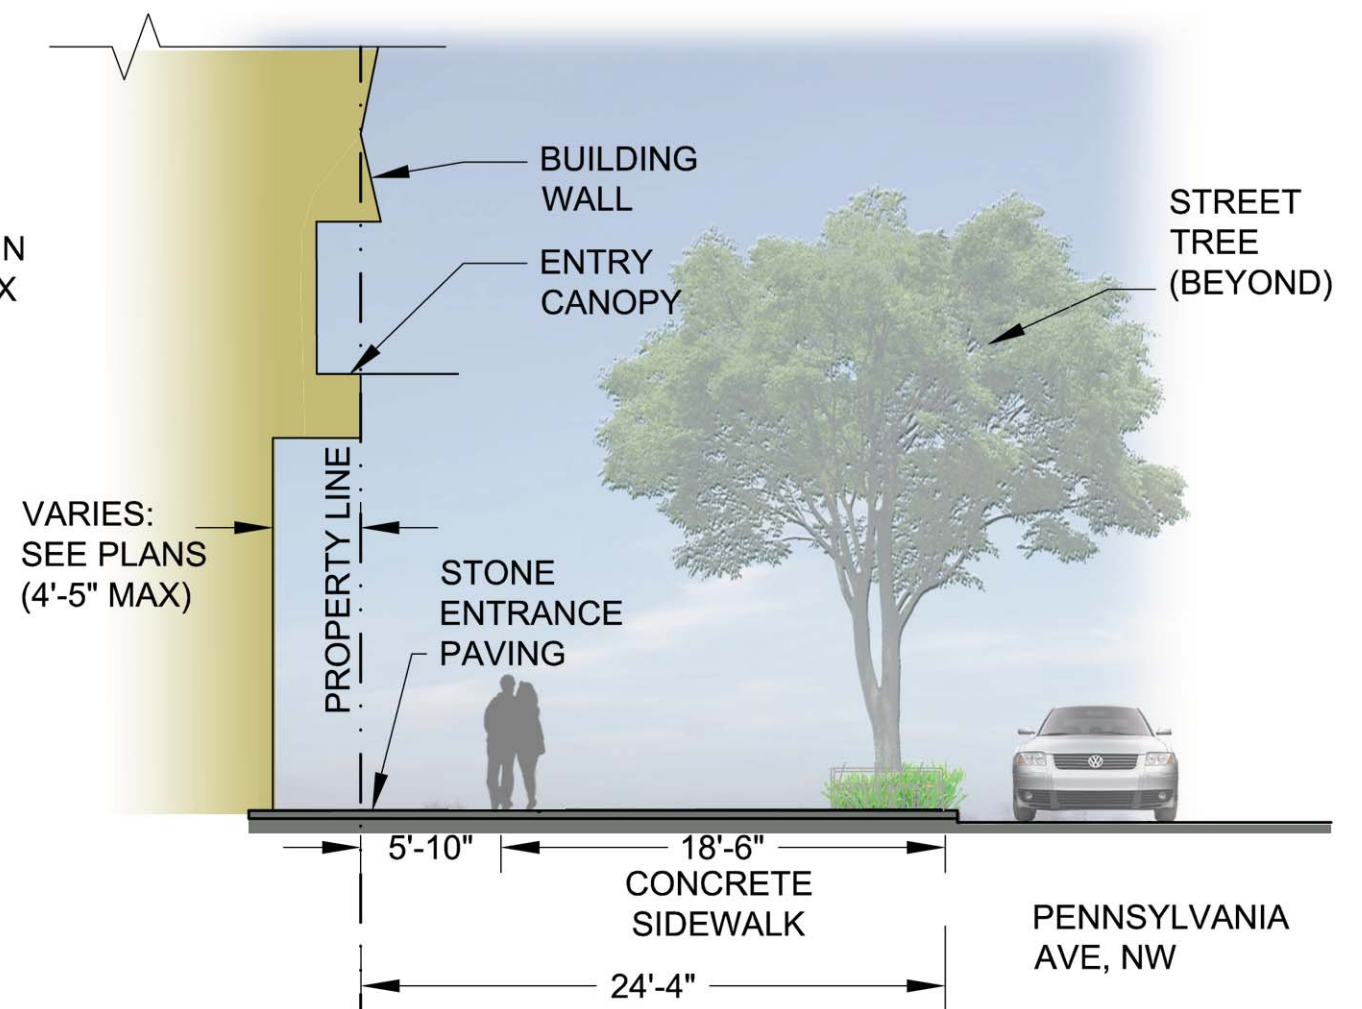 BUILDING
WALL
ENTRY
CANOPY
STREET
TREE
(BEYOND)
N
X
VARIES:
SEE PLANS
(4'-5" MAX)
PROPERTY LINE
STONE
ENTRANCE
PAVING
5'-10"
18'-6"
CONCRETE
SIDEWALK
24'-4"
PENNSYLVANIA
AVE, NW